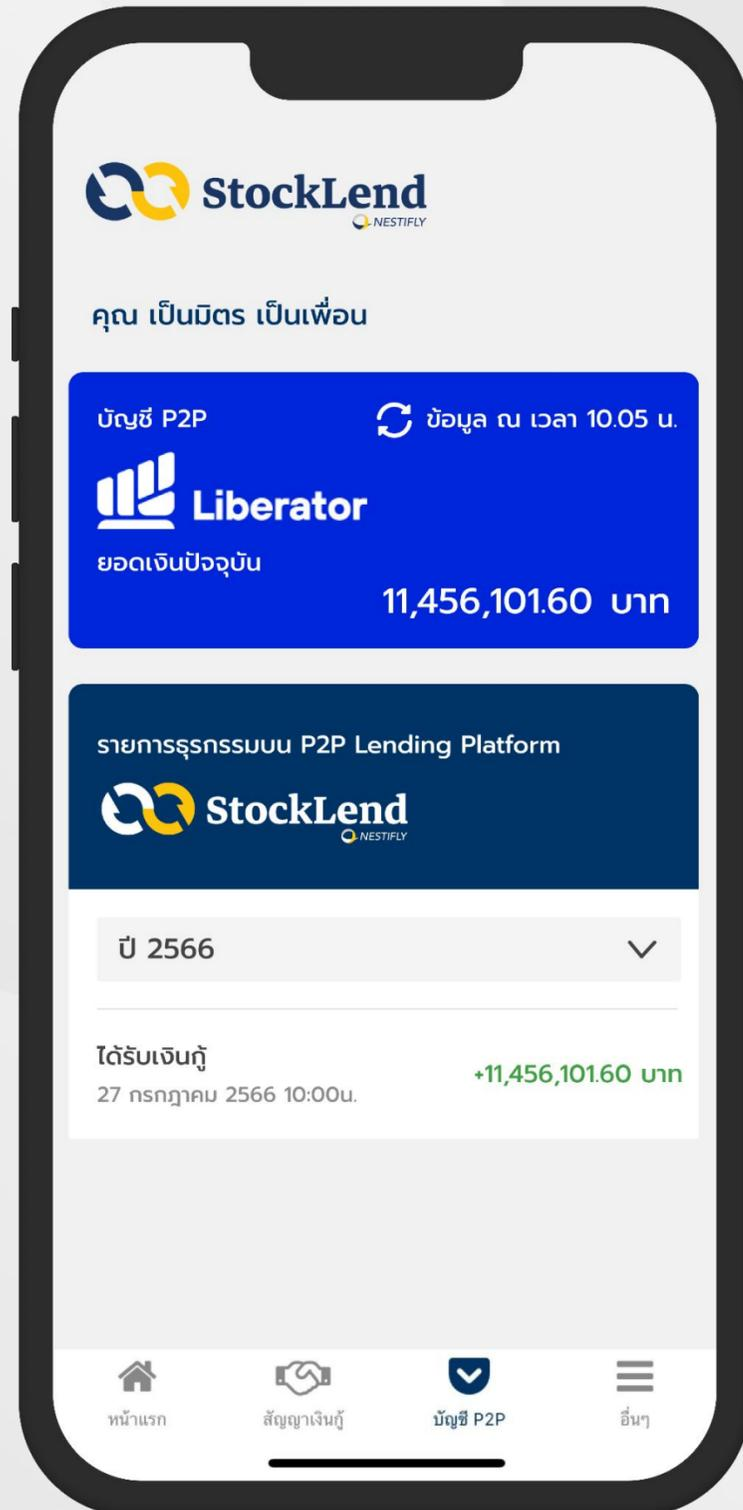 StockLend
NESTIFLY
คุณ เป็นมิตร เป็นเพื่อน
บัญชี P2P
ข้อมูล ณ เวลา 10.05 น.
Liberator
ยอดเงินปัจจุบัน
11,456,101.60 บาท
รายการธุรกรรมบน P2P Lending Platform
StockLend
NESTIFLY
ปี 2566
ได้รับเงินกู้
+11,456,101.60 บาท
27 กรกฎาคม 2566 10:00น.
หน้าแรก
สัญญาเงินกู้
บัญชี P2P
อื่นๆ